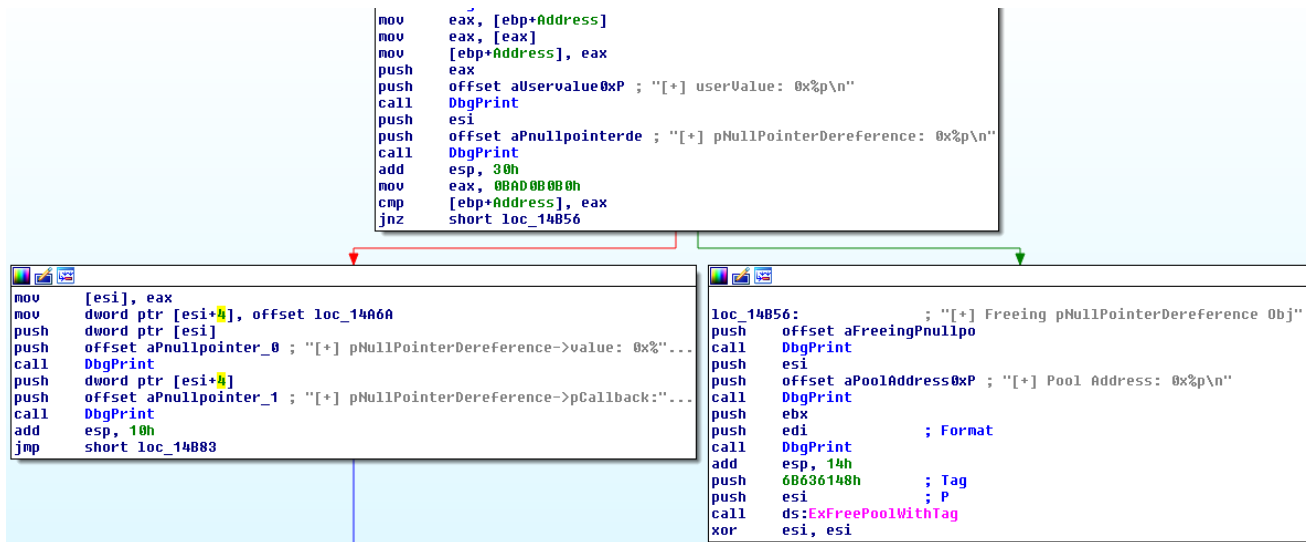 mov     eax, [ebp+Address]
mov     eax, [eax]
mov     [ebp+Address], eax
push    eax
push    offset aUservalue0xP ; "[+] userValue: 0x%p\n"
call    DbgPrint
push    esi
push    offset aPnullpointerde ; "[+] pNullPointerDereference: 0x%p\n"
call    DbgPrint
add     esp, 30h
mov     eax, 0BAD0B0B0h
cmp     [ebp+Address], eax
jnz     short loc_14B56
mov     [esi], eax
mov     dword ptr [esi+4], offset loc_14A6A
push    dword ptr [esi]
push    offset aPnullpointer_0 ; "[+] pNullPointerDereference->value: 0x%"...
call    DbgPrint
push    dword ptr [esi+4]
push    offset aPnullpointer_1 ; "[+] pNullPointerDereference->pCallback:"...
call    DbgPrint
add     esp, 10h
jmp     short loc_14B83
loc_14B56:              ; "[+] Freeing pNullPointerDereference Obj"
push    offset aFreeingPnullpo
call    DbgPrint
push    esi
push    offset aPoolAddress0xP ; "[+] Pool Address: 0x%p\n"
call    DbgPrint
push    ebx
push    edi             ; Format
call    DbgPrint
add     esp, 14h
push    6B636148h       ; Tag
push    esi             ; P
call    ds:ExFreePoolWithTag
xor     esi, esi